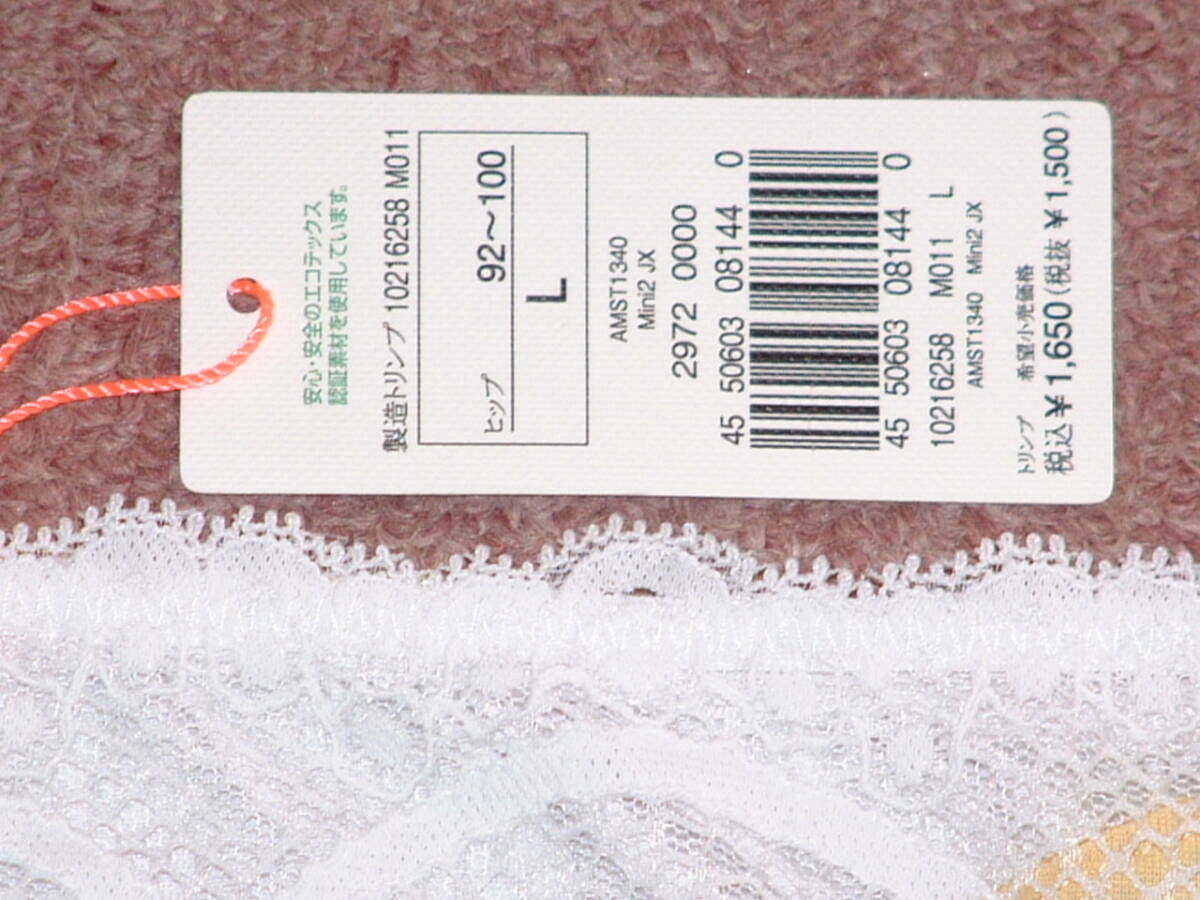 安心・安全のエコテックス
認証素材を使用しています。
製造トリンプ 10216258 M011
ヒップ 92～100
L
AMST1340
Mini2 JX
2972 0000
45 50603 08144 0
45 50603 08144 0
10216258 M011 L
AMST1340 Mini2 JX
トリンプ 希望小売価格
税込¥1,650(税抜 ¥1,500)